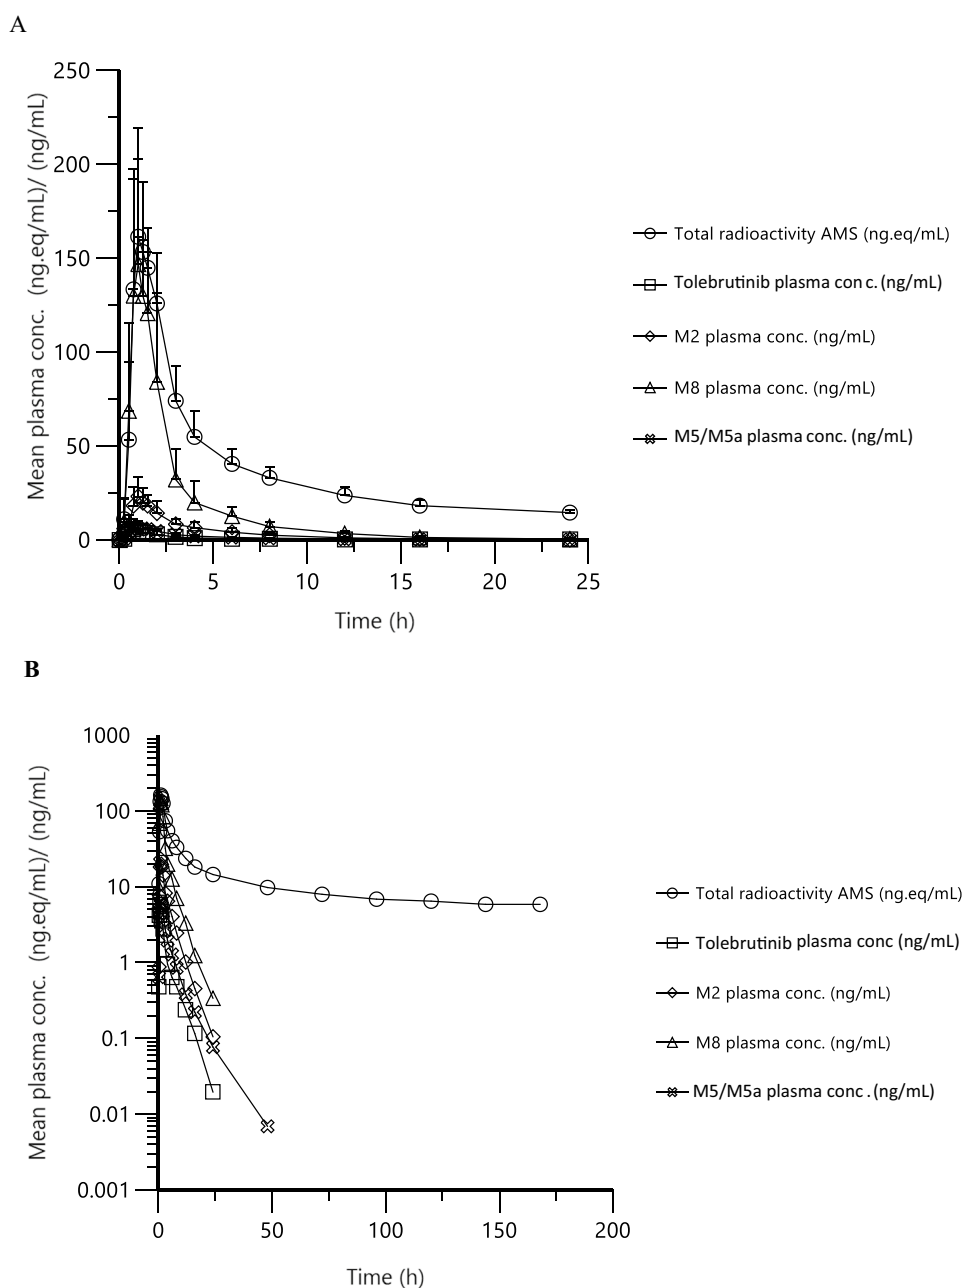 A
Mean plasma conc. (ng.eq/mL)/ (ng/mL)
250
200
150
100
50
0
0 5 10 15 20 25
Time (h)
Total radioactivity AMS (ng.eq/mL)
Tolebrutinib plasma conc. (ng/mL)
M2 plasma conc. (ng/mL)
M8 plasma conc. (ng/mL)
M5/M5a plasma conc. (ng/mL)
B
Mean plasma conc. (ng.eq/mL)/ (ng/mL)
1000
100
10
1
0.1
0.01
0.001
0 50 100 150 200
Time (h)
Total radioactivity AMS (ng.eq/mL)
Tolebrutinib plasma conc (ng/mL)
M2 plasma conc. (ng/mL)
M8 plasma conc. (ng/mL)
M5/M5a plasma conc . (ng/mL)